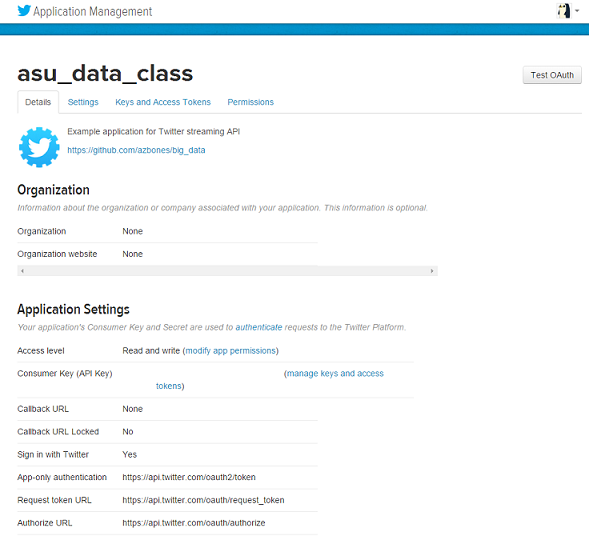 Application Management
asu_data_class
Test OAuth
Details Settings Keys and Access Tokens Permissions
Example application for Twitter streaming API
https://github.com/azbones/big_data
Organization
Information about the organization or company associated with your application. This information is optional.
Organization None
Organization website None
Application Settings
Your application's Consumer Key and Secret are used to authenticate requests to the Twitter Platform.
Access level Read and write (modify app permissions)
Consumer Key (API Key) (manage keys and access
tokens)
Callback URL None
Callback URL Locked No
Sign in with Twitter Yes
App-only authentication https://api.twitter.com/oauth2/token
Request token URL https://api.twitter.com/oauth/request_token
Authorize URL https://api.twitter.com/oauth/authorize